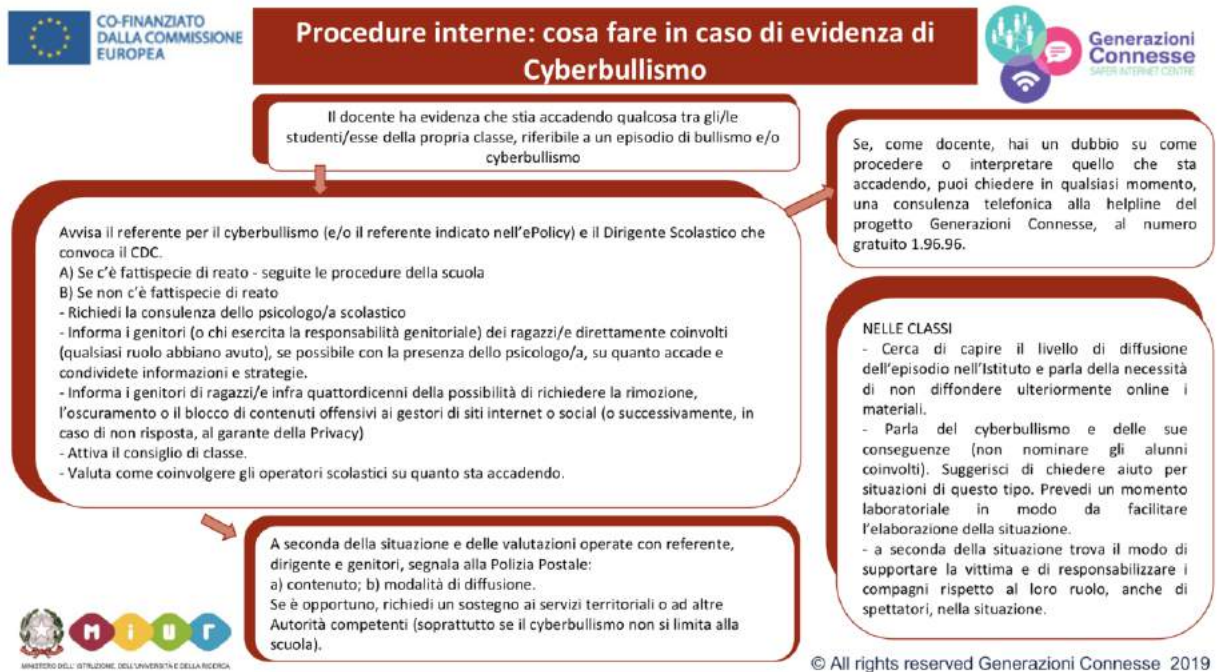 CO-FINANZIATO
DALLA COMMISSIONE
EUROPEA
Procedure interne: cosa fare in caso di evidenza di
Cyberbullismo
Generazioni
Connesse
SAFER INTERNET CENTRE
Il docente ha evidenza che stia accadendo qualcosa tra gli/le
studenti/esse della propria classe, riferibile a un episodio di bullismo e/o
cyberbullismo
Se, come docente, hai un dubbio su come
procedere o interpretare quello che sta
accadendo, puoi chiedere in qualsiasi momento,
una consulenza telefonica alla helpline del
progetto Generazioni Connesse, al numero
gratuito 1.96.96.
Avvisa il referente per il cyberbullismo (e/o il referente indicato nell'ePolicy) e il Dirigente Scolastico che
convoca il CDC.
A) Se c'è fattispecie di reato - seguite le procedure della scuola
B) Se non c'è fattispecie di reato
- Richiedi la consulenza dello psicologo/a scolastico
- Informa i genitori (o chi esercita la responsabilità genitoriale) dei ragazzi/e direttamente coinvolti
(qualsiasi ruolo abbiano avuto), se possibile con la presenza dello psicologo/a, su quanto accade e
condividete informazioni e strategie.
- Informa i genitori di ragazzi/e infra quattordicenni della possibilità di richiedere la rimozione,
l'oscuramento o il blocco di contenuti offensivi ai gestori di siti internet o social (o successivamente, in
caso di non risposta, al garante della Privacy)
- Attiva il consiglio di classe.
- Valuta come coinvolgere gli operatori scolastici su quanto sta accadendo.
NELLE CLASSI
- Cerca di capire il livello di diffusione
dell'episodio nell'Istituto e parla della necessità
di non diffondere ulteriormente online i
materiali.
- Parla del cyberbullismo e delle sue
conseguenze (non nominare gli alunni
coinvolti). Suggerisci di chiedere aiuto per
situazioni di questo tipo. Prevedi un momento
laboratoriale in modo da facilitare
l'elaborazione della situazione.
- a seconda della situazione trova il modo di
supportare la vittima e di responsabilizzare i
compagni rispetto al loro ruolo, anche di
spettatori, nella situazione.
A seconda della situazione e delle valutazioni operate con referente,
dirigente e genitori, segnala alla Polizia Postale:
a) contenuto; b) modalità di diffusione.
Se è opportuno, richiedi un sostegno ai servizi territoriali o ad altre
Autorità competenti (soprattutto se il cyberbullismo non si limita alla
scuola).
MIUR
MINISTERO DELL'ISTRUZIONE, DELL'UNIVERSITÀ E DELLA RICERCA
© All rights reserved Generazioni Connesse 2019